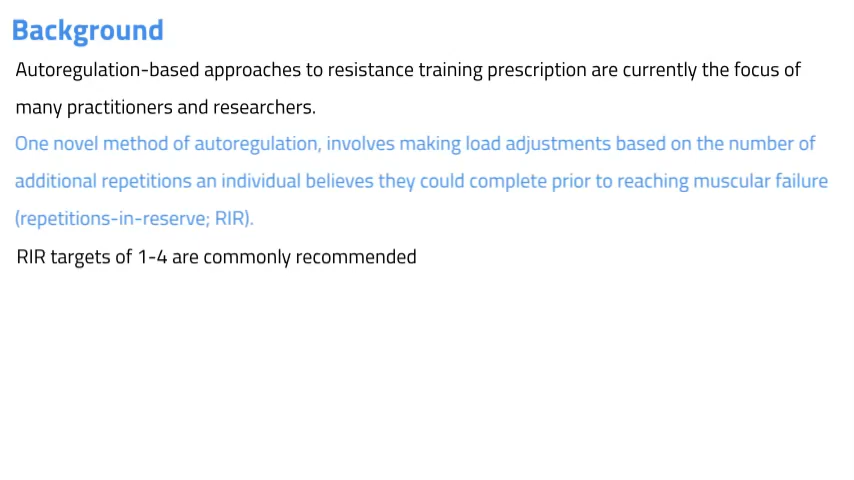 Background
Autoregulation-based approaches to resistance training prescription are currently the focus of
many practitioners and researchers.
One novel method of autoregulation, involves making load adjustments based on the number of
additional repetitions an individual believes they could complete prior to reaching muscular failure
(repetitions-in-reserve; RIR).
RIR targets of 1-4 are commonly recommended